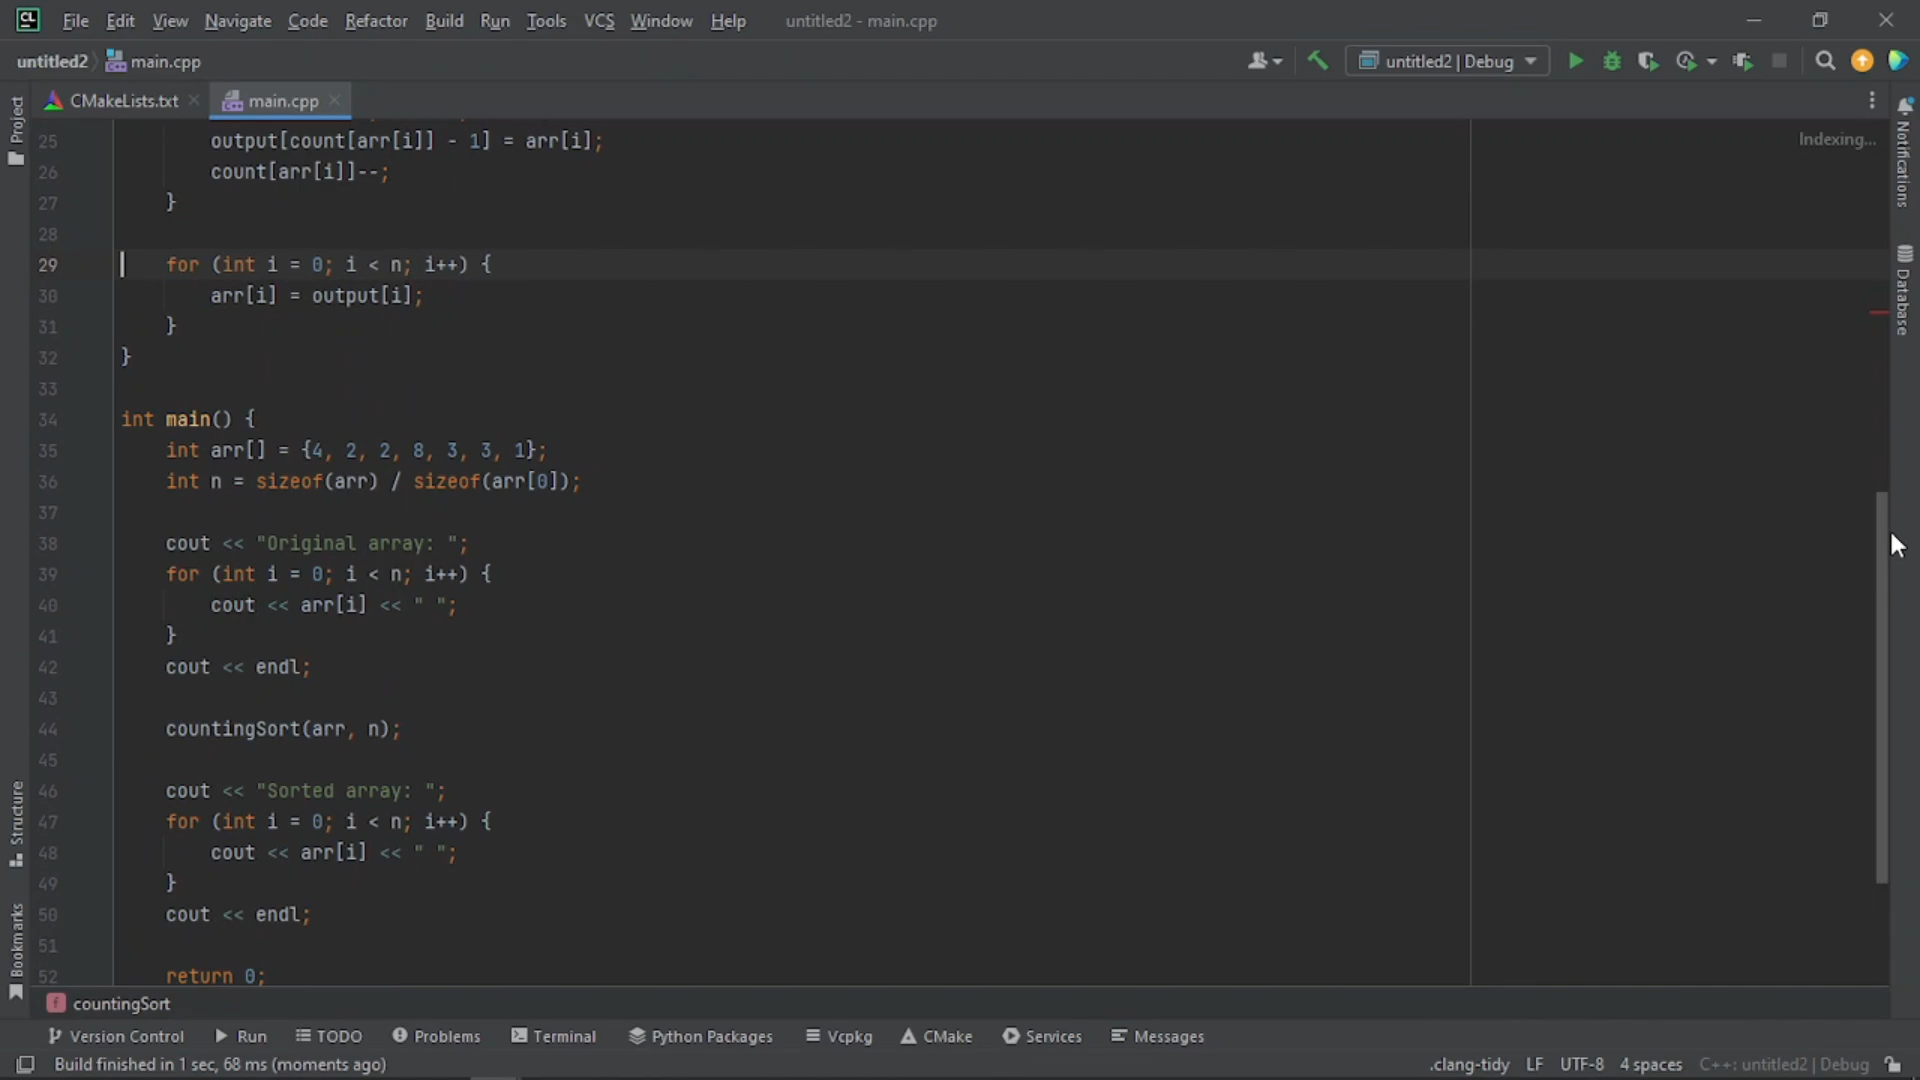 CL File Edit View Navigate Code Refactor Build Run Tools VCS Window Help untitled2 - main.cpp
untitled2 main.cpp untitled2 | Debug
Project CMakeLists.txt main.cpp
25 output[count[arr[i]] - 1] = arr[i]; Indexing...
26 count[arr[i]]--;
27 }
28
29 for (int i = 0; i < n; i++) {
30 arr[i] = output[i];
31 }
32 }
33
34 int main() {
35 int arr[] = {4, 2, 2, 8, 3, 3, 1};
36 int n = sizeof(arr) / sizeof(arr[0]);
37
38 cout << "Original array: ";
39 for (int i = 0; i < n; i++) {
40 cout << arr[i] << " ";
41 }
42 cout << endl;
43
44 countingSort(arr, n);
45
46 cout << "Sorted array: ";
47 for (int i = 0; i < n; i++) {
48 cout << arr[i] << " ";
49 }
50 cout << endl;
51
52 return 0;
Structure
Bookmarks
Notifications
Database
f countingSort
Version Control Run TODO Problems Terminal Python Packages Vcpkg CMake Services Messages
Build finished in 1 sec, 68 ms (moments ago) .clang-tidy LF UTF-8 4 spaces C++: untitled2 | Debug